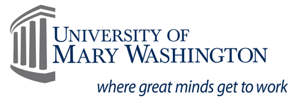 UNIVERSITY OF
MARY WASHINGTON
where great minds get to work